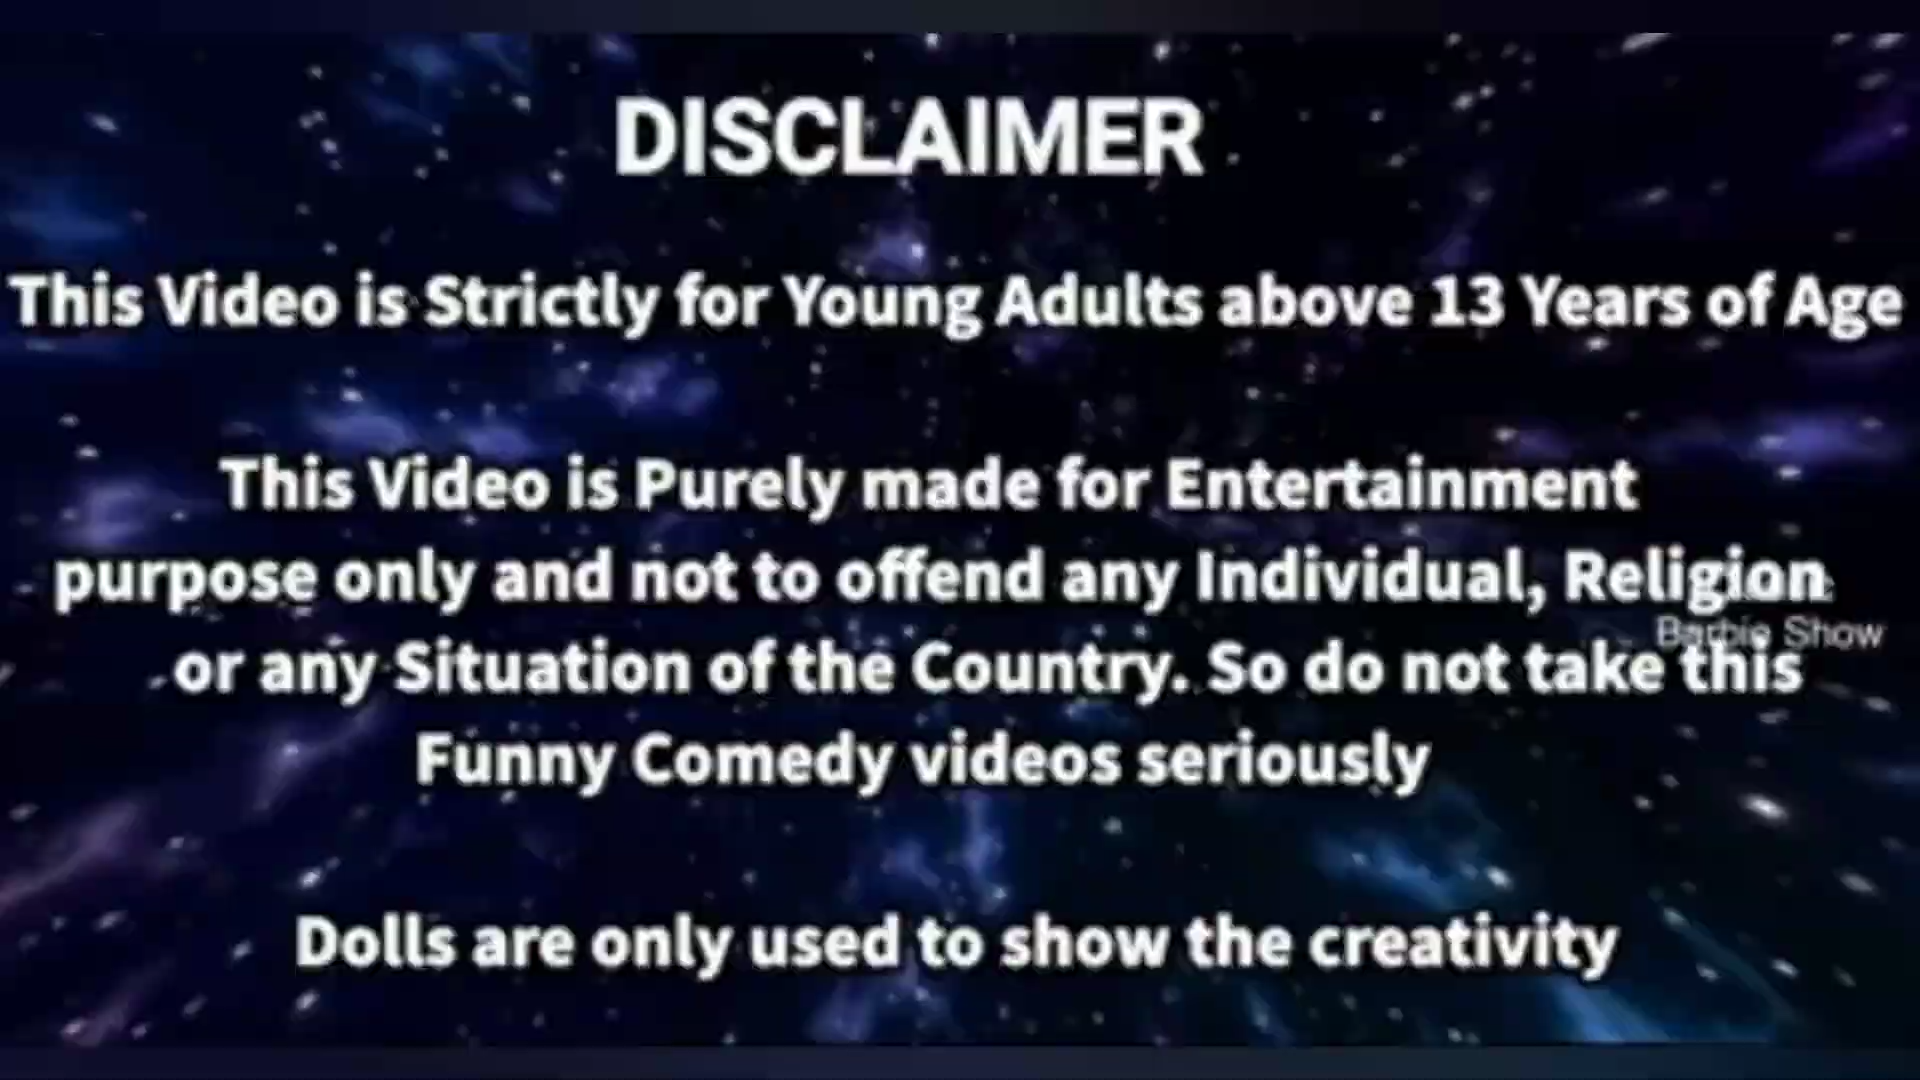 DISCLAIMER
This Video is Strictly for Young Adults above 13 Years of Age
This Video is Purely made for Entertainment
purpose only and not to offend any Individual, Religion
Barbie Show
or any Situation of the Country. So do not take this
Funny Comedy videos seriously
Dolls are only used to show the creativity